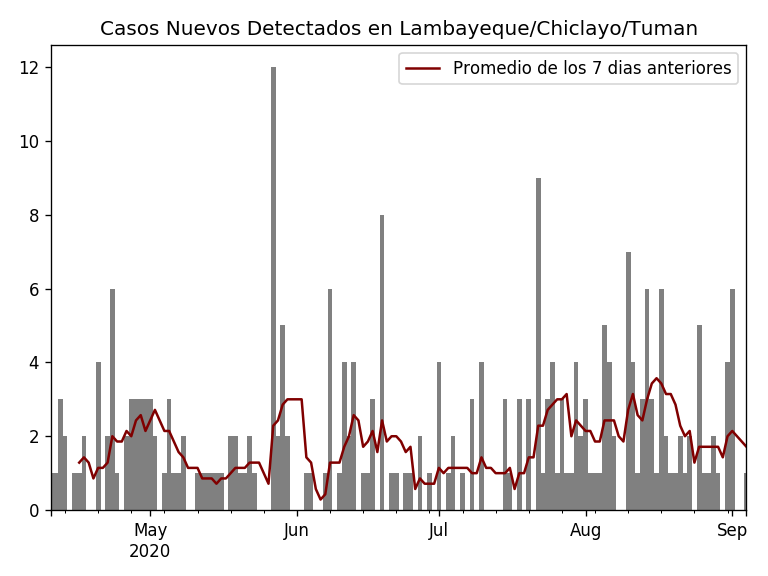 Casos Nuevos Detectados en Lambayeque/Chiclayo/Tuman
Promedio de los 7 dias anteriores
12
10
8
6
4
2
0
May
2020
Jun
Jul
Aug
Sep